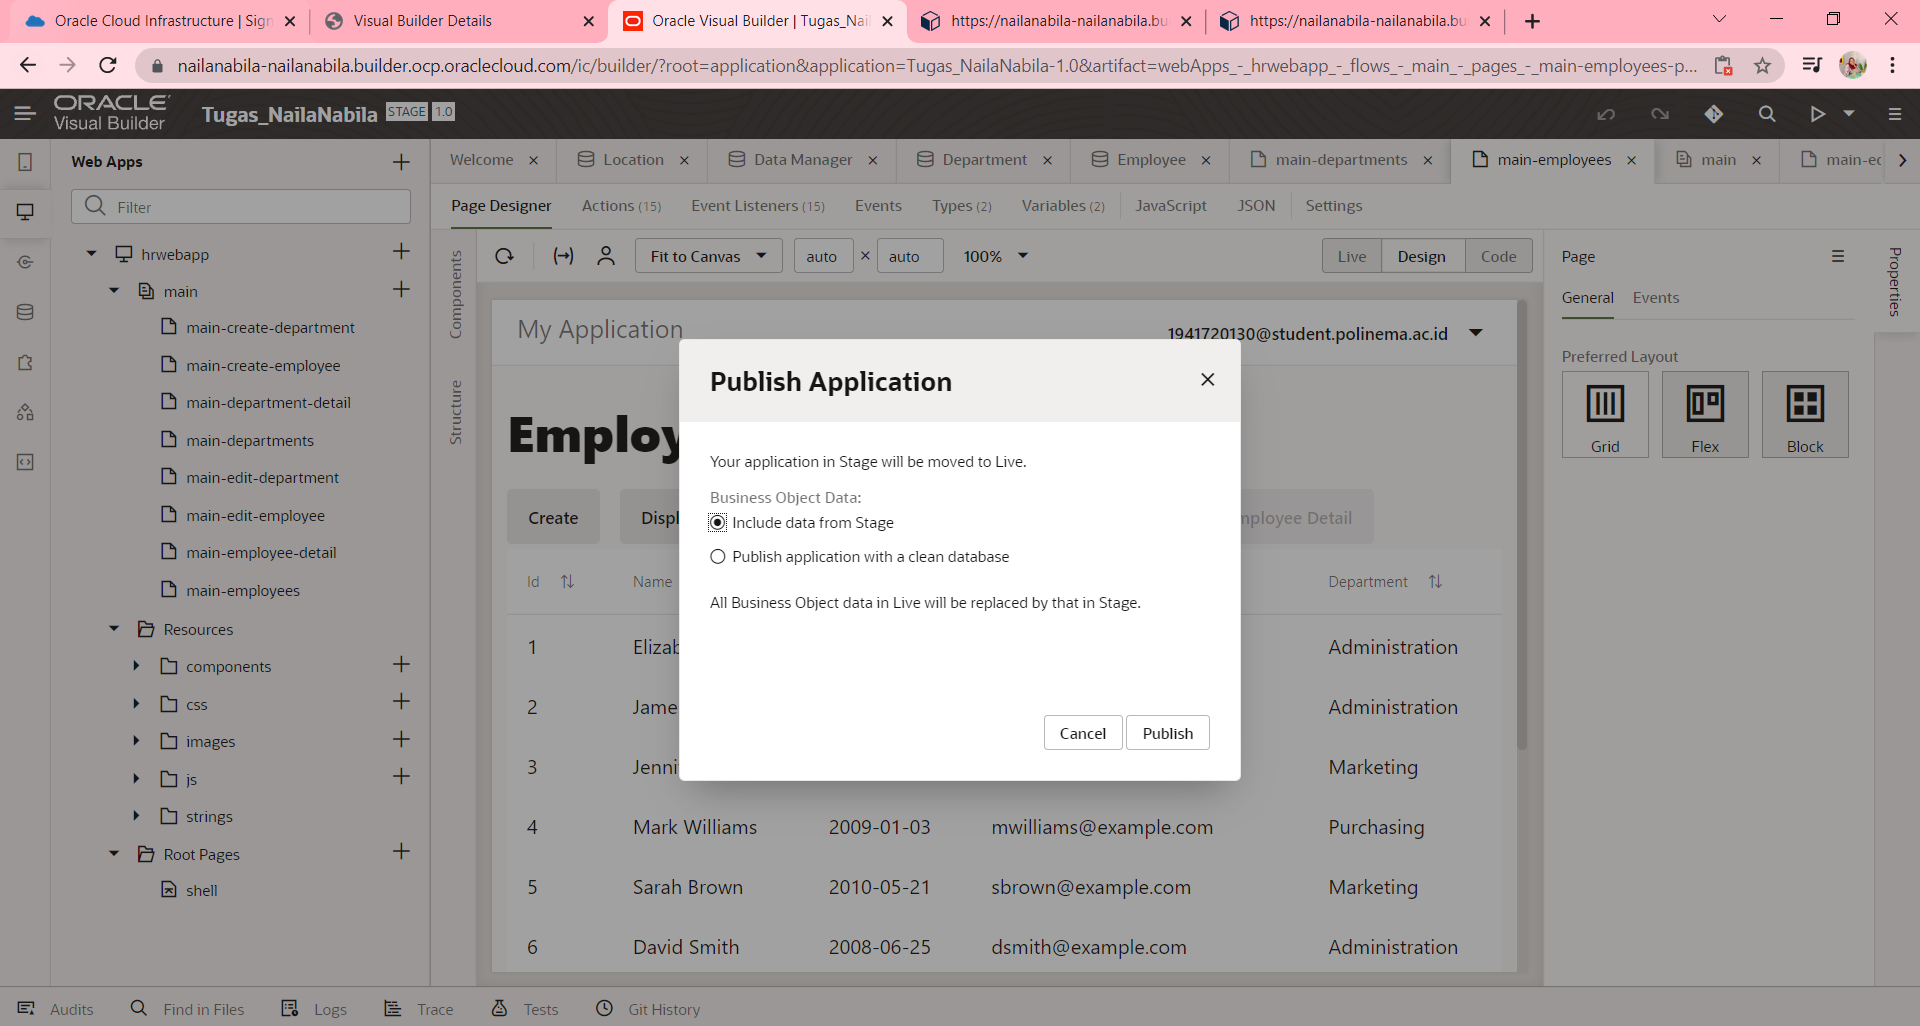 Oracle Cloud Infrastructure | Sign
Visual Builder Details
Oracle Visual Builder | Tugas_Nail
https://nailanabila-nailanabila.bu
https://nailanabila-nailanabila.bu
nailanabila-nailanabila.builder.ocp.oraclecloud.com/ic/builder/?root=application&application=Tugas_NailaNabila-1.0&artifact=webApps_-_hrwebapp_-_flows_-_main_-_pages_-_main-employees-p...
ORACLE
Visual Builder
Tugas_NailaNabila STAGE 1.0
Web Apps
Filter
hrwebapp
main
main-create-department
main-create-employee
main-department-detail
main-departments
main-edit-department
main-edit-employee
main-employee-detail
main-employees
Resources
components
css
images
js
strings
Root Pages
shell
Welcome
Location
Data Manager
Department
Employee
main-departments
main-employees
main
main-ed
Page Designer
Actions (15)
Event Listeners (15)
Events
Types (2)
Variables (2)
JavaScript
JSON
Settings
Components
Structure
Fit to Canvas
auto × auto
100%
Live
Design
Code
My Application
1941720130@student.polinema.ac.id
Employ
Create
Displ
mployee Detail
Id
Name
Department
1 Elizab Administration
2 Jame Administration
3 Jenni Marketing
4 Mark Williams 2009-01-03 mwilliams@example.com Purchasing
5 Sarah Brown 2010-05-21 sbrown@example.com Marketing
6 David Smith 2008-06-25 dsmith@example.com Administration
Publish Application
Your application in Stage will be moved to Live.
Business Object Data:
Include data from Stage
Publish application with a clean database
All Business Object data in Live will be replaced by that in Stage.
Cancel
Publish
Page
General
Events
Preferred Layout
Grid
Flex
Block
Properties
Audits
Find in Files
Logs
Trace
Tests
Git History